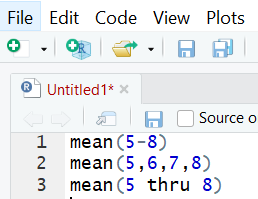 File Edit Code View Plots
Untitled1*
Source o
1 mean(5-8)
2 mean(5,6,7,8)
3 mean(5 thru 8)